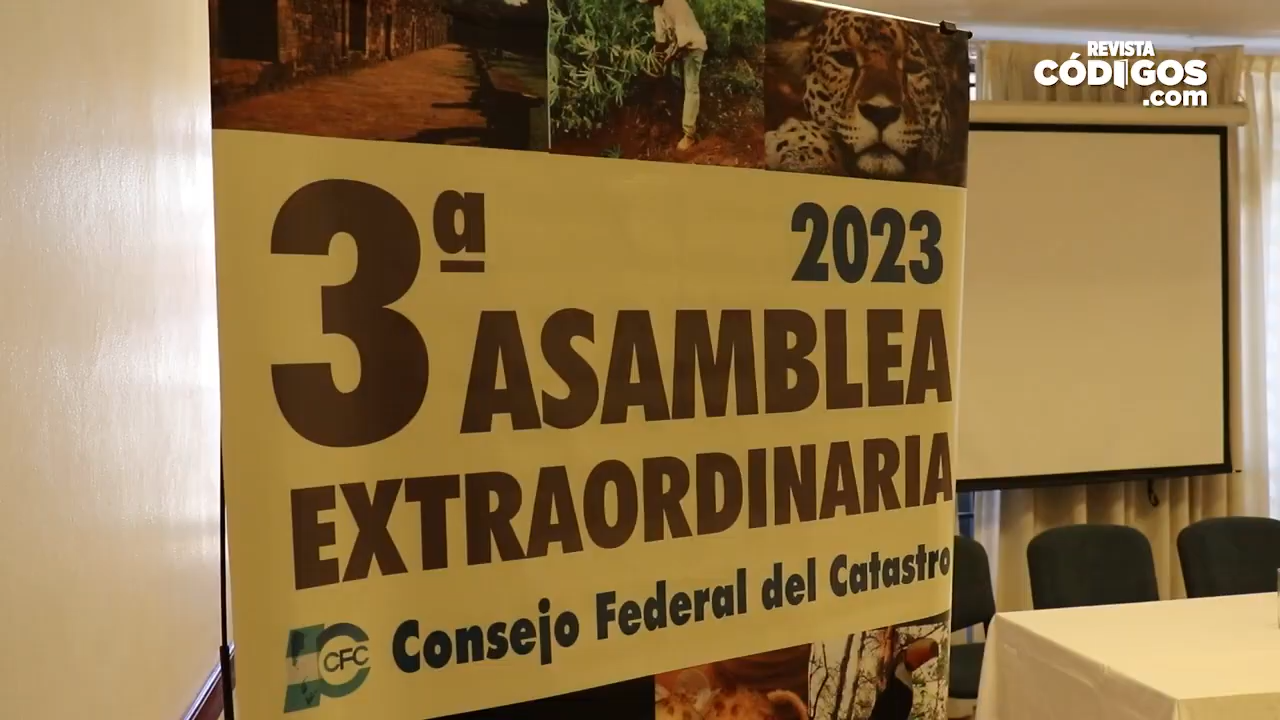 REVISTA
CÓDIGOS
.com
3ª
2023
ASAMBLEA
EXTRAORDINARIA
CFC
Consejo Federal del Catastro